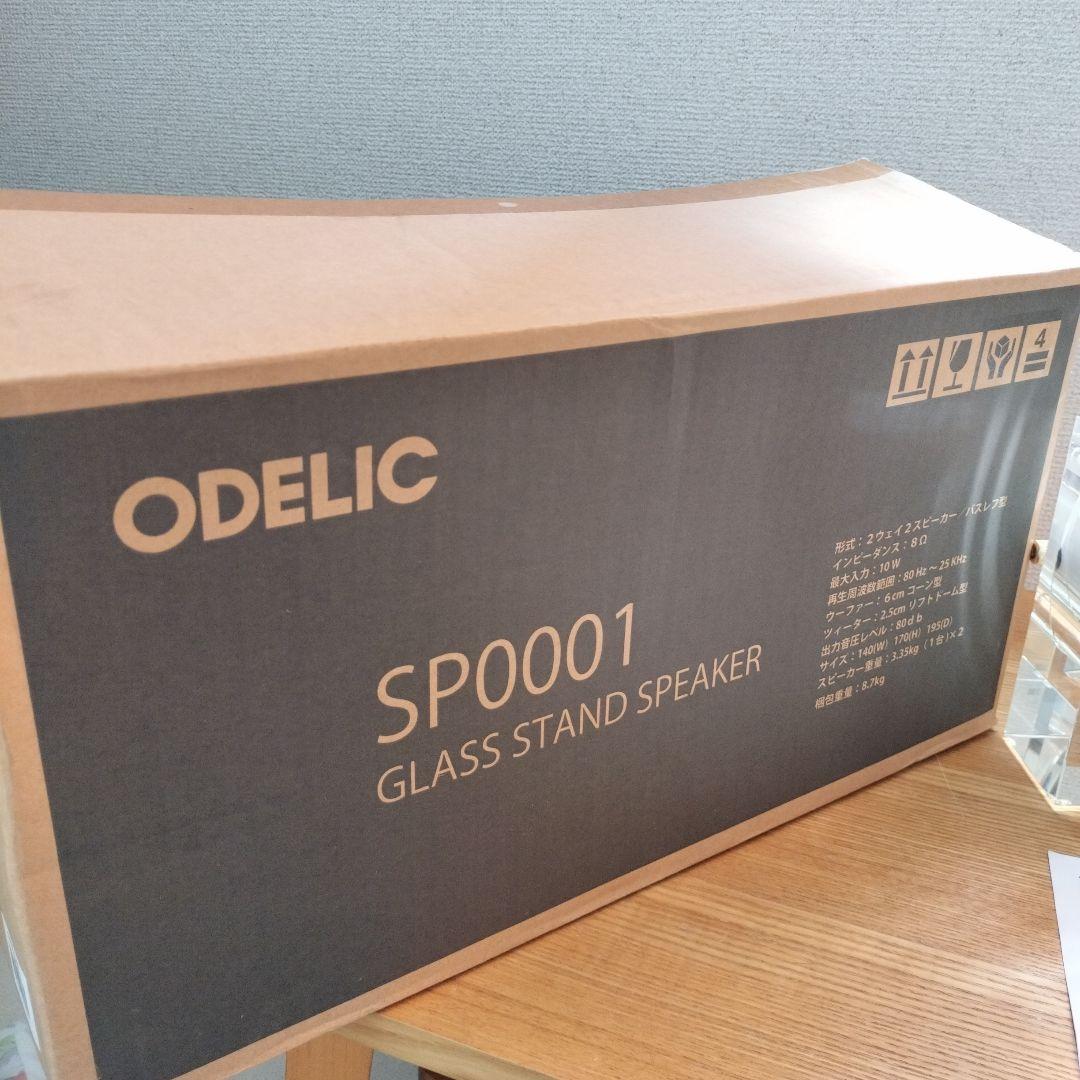 4
ODELIC
SP0001
GLASS STAND SPEAKER
形式：２ウェイ２スピーカー／バスレフ型
インピーダンス：８Ω
最大入力：10W
再生周波数範囲：80Hz〜25KHz
ウーファー：６cmコーン型
ツィーター：2.5cmリフトドーム型
出力音圧レベル：80ｄb
サイズ：140(W) 170(H) 195(D)
スピーカー重量：3.35kg（１台）×２
梱包重量：8.7kg